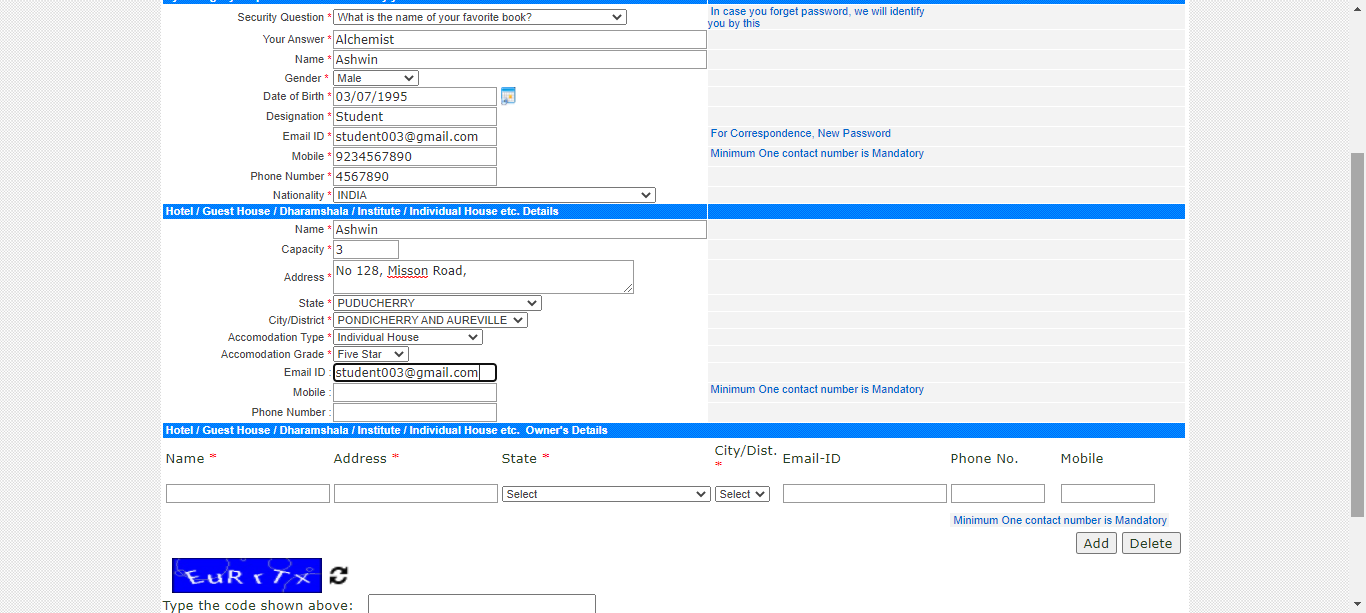 Security Question * What is the name of your favorite book? In case you forget password, we will identify
you by this
Your Answer * Alchemist
Name * Ashwin
Gender * Male
Date of Birth * 03/07/1995
Designation * Student
Email ID * student003@gmail.com For Correspondence, New Password
Mobile * 9234567890 Minimum One contact number is Mandatory
Phone Number * 4567890
Nationality * INDIA
Hotel / Guest House / Dharamshala / Institute / Individual House etc. Details
Name * Ashwin
Capacity * 3
Address * No 128, Misson Road,
State * PUDUCHERRY
City/District * PONDICHERRY AND AUREVILLE
Accomodation Type * Individual House
Accomodation Grade * Five Star
Email ID : student003@gmail.com
Mobile : Minimum One contact number is Mandatory
Phone Number :
Hotel / Guest House / Dharamshala / Institute / Individual House etc. Owner's Details
Name * Address * State * City/Dist. * Email-ID Phone No. Mobile
Select Select
Minimum One contact number is Mandatory
Add Delete
EuRrTx
Type the code shown above: